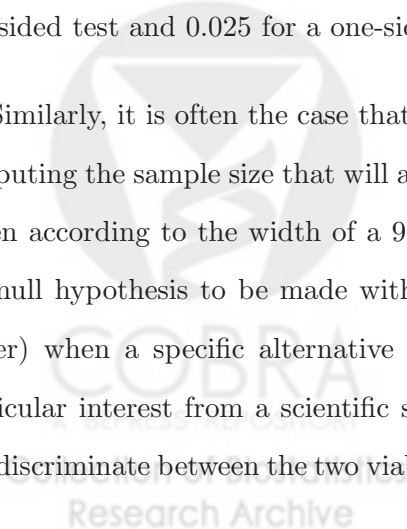 sided test and 0.025 for a one-sid
Similarly, it is often the case that
puting the sample size that will a
en according to the width of a 9
null hypothesis to be made with
er) when a specific alternative
COBRA
icular interest from a scientific s
A BEPRESS REPOSITORY
discriminate between the two viab
Collection of Biostatistics
Research Archive